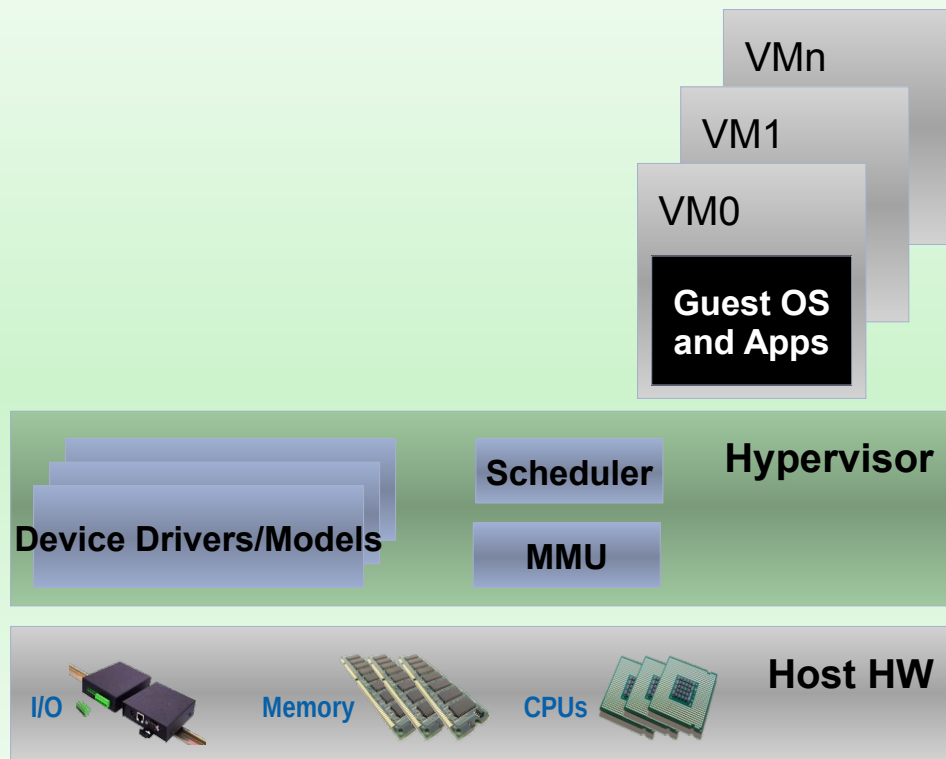 VMn
VM1
VM0
Guest OS
and Apps
Hypervisor
Scheduler
Device Drivers/Models
MMU
Host HW
I/O
Memory
CPUs